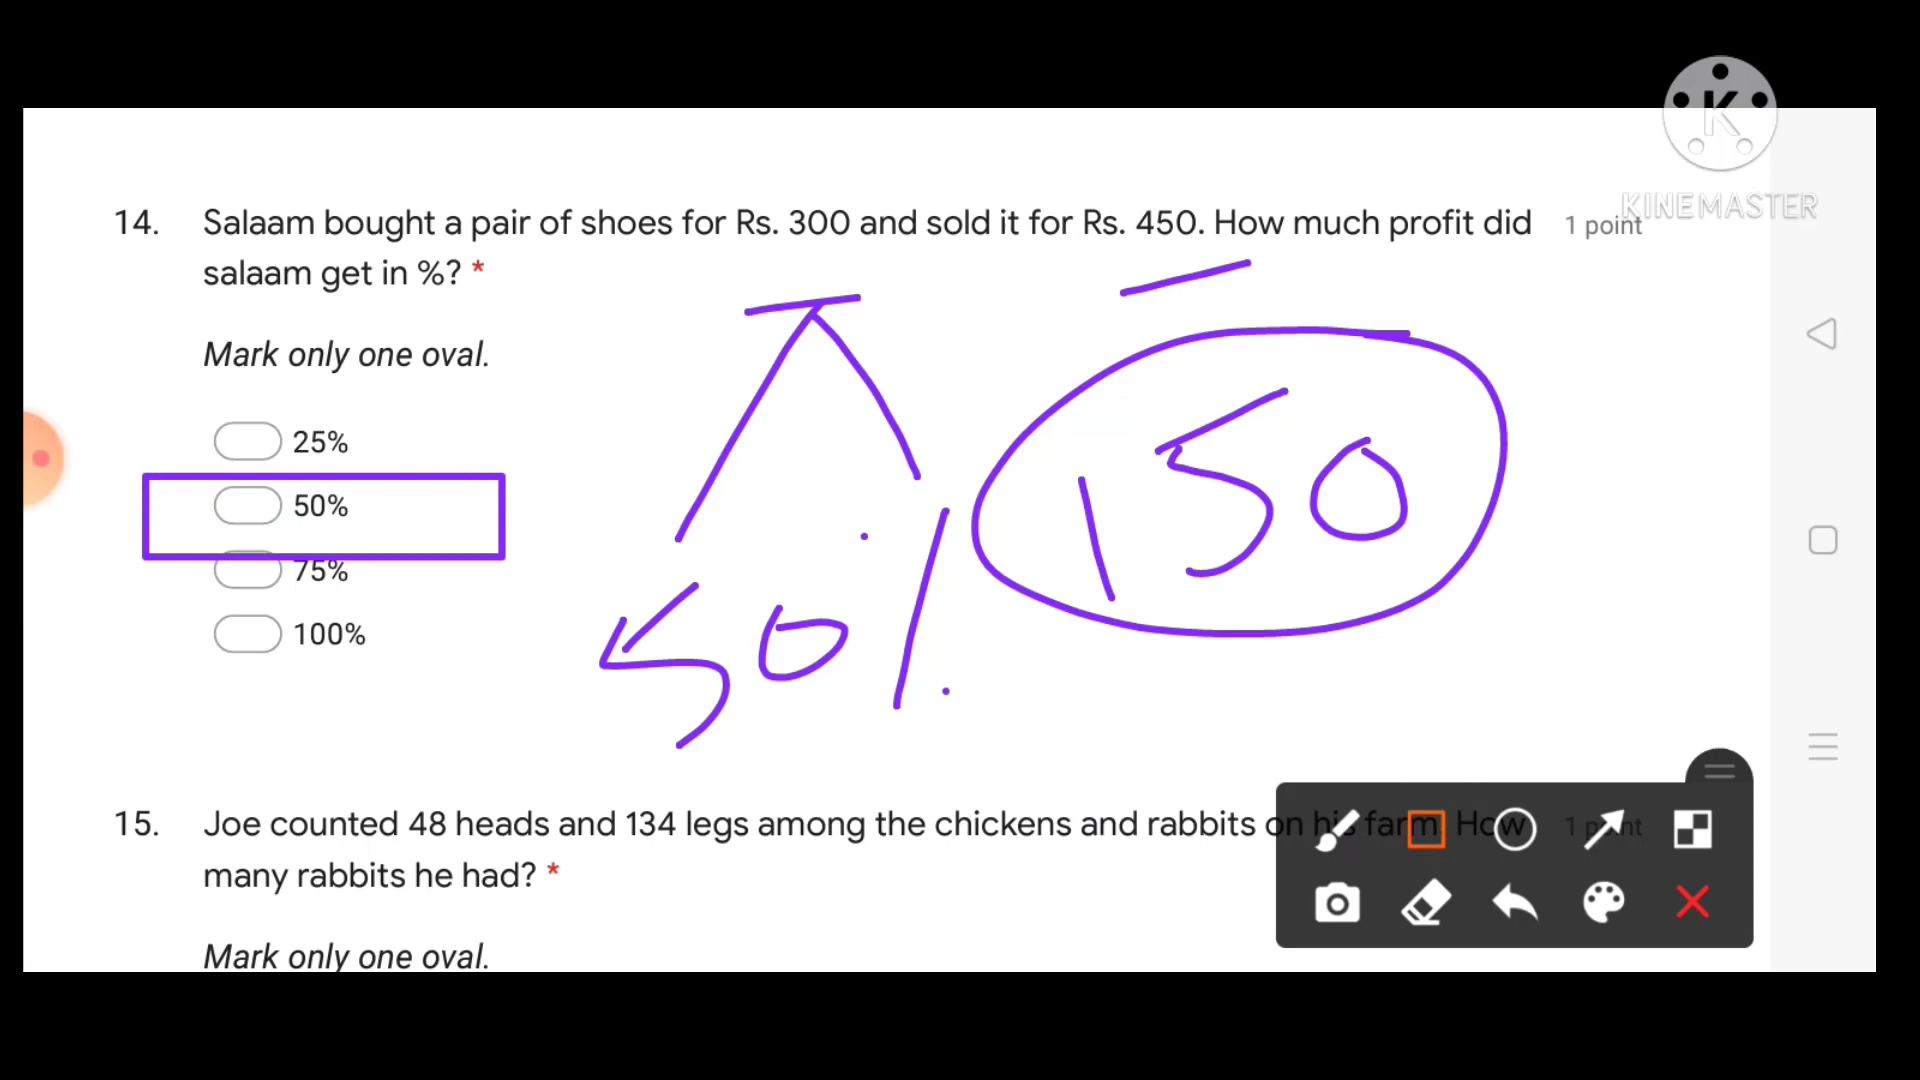 K
KINEMASTER
14. Salaam bought a pair of shoes for Rs. 300 and sold it for Rs. 450. How much profit did 1 point
salaam get in %? *
Mark only one oval.
25%
50%
75%
100%
150
50%
15. Joe counted 48 heads and 134 legs among the chickens and rabbits on his farm. How 1 point
many rabbits he had? *
Mark only one oval.